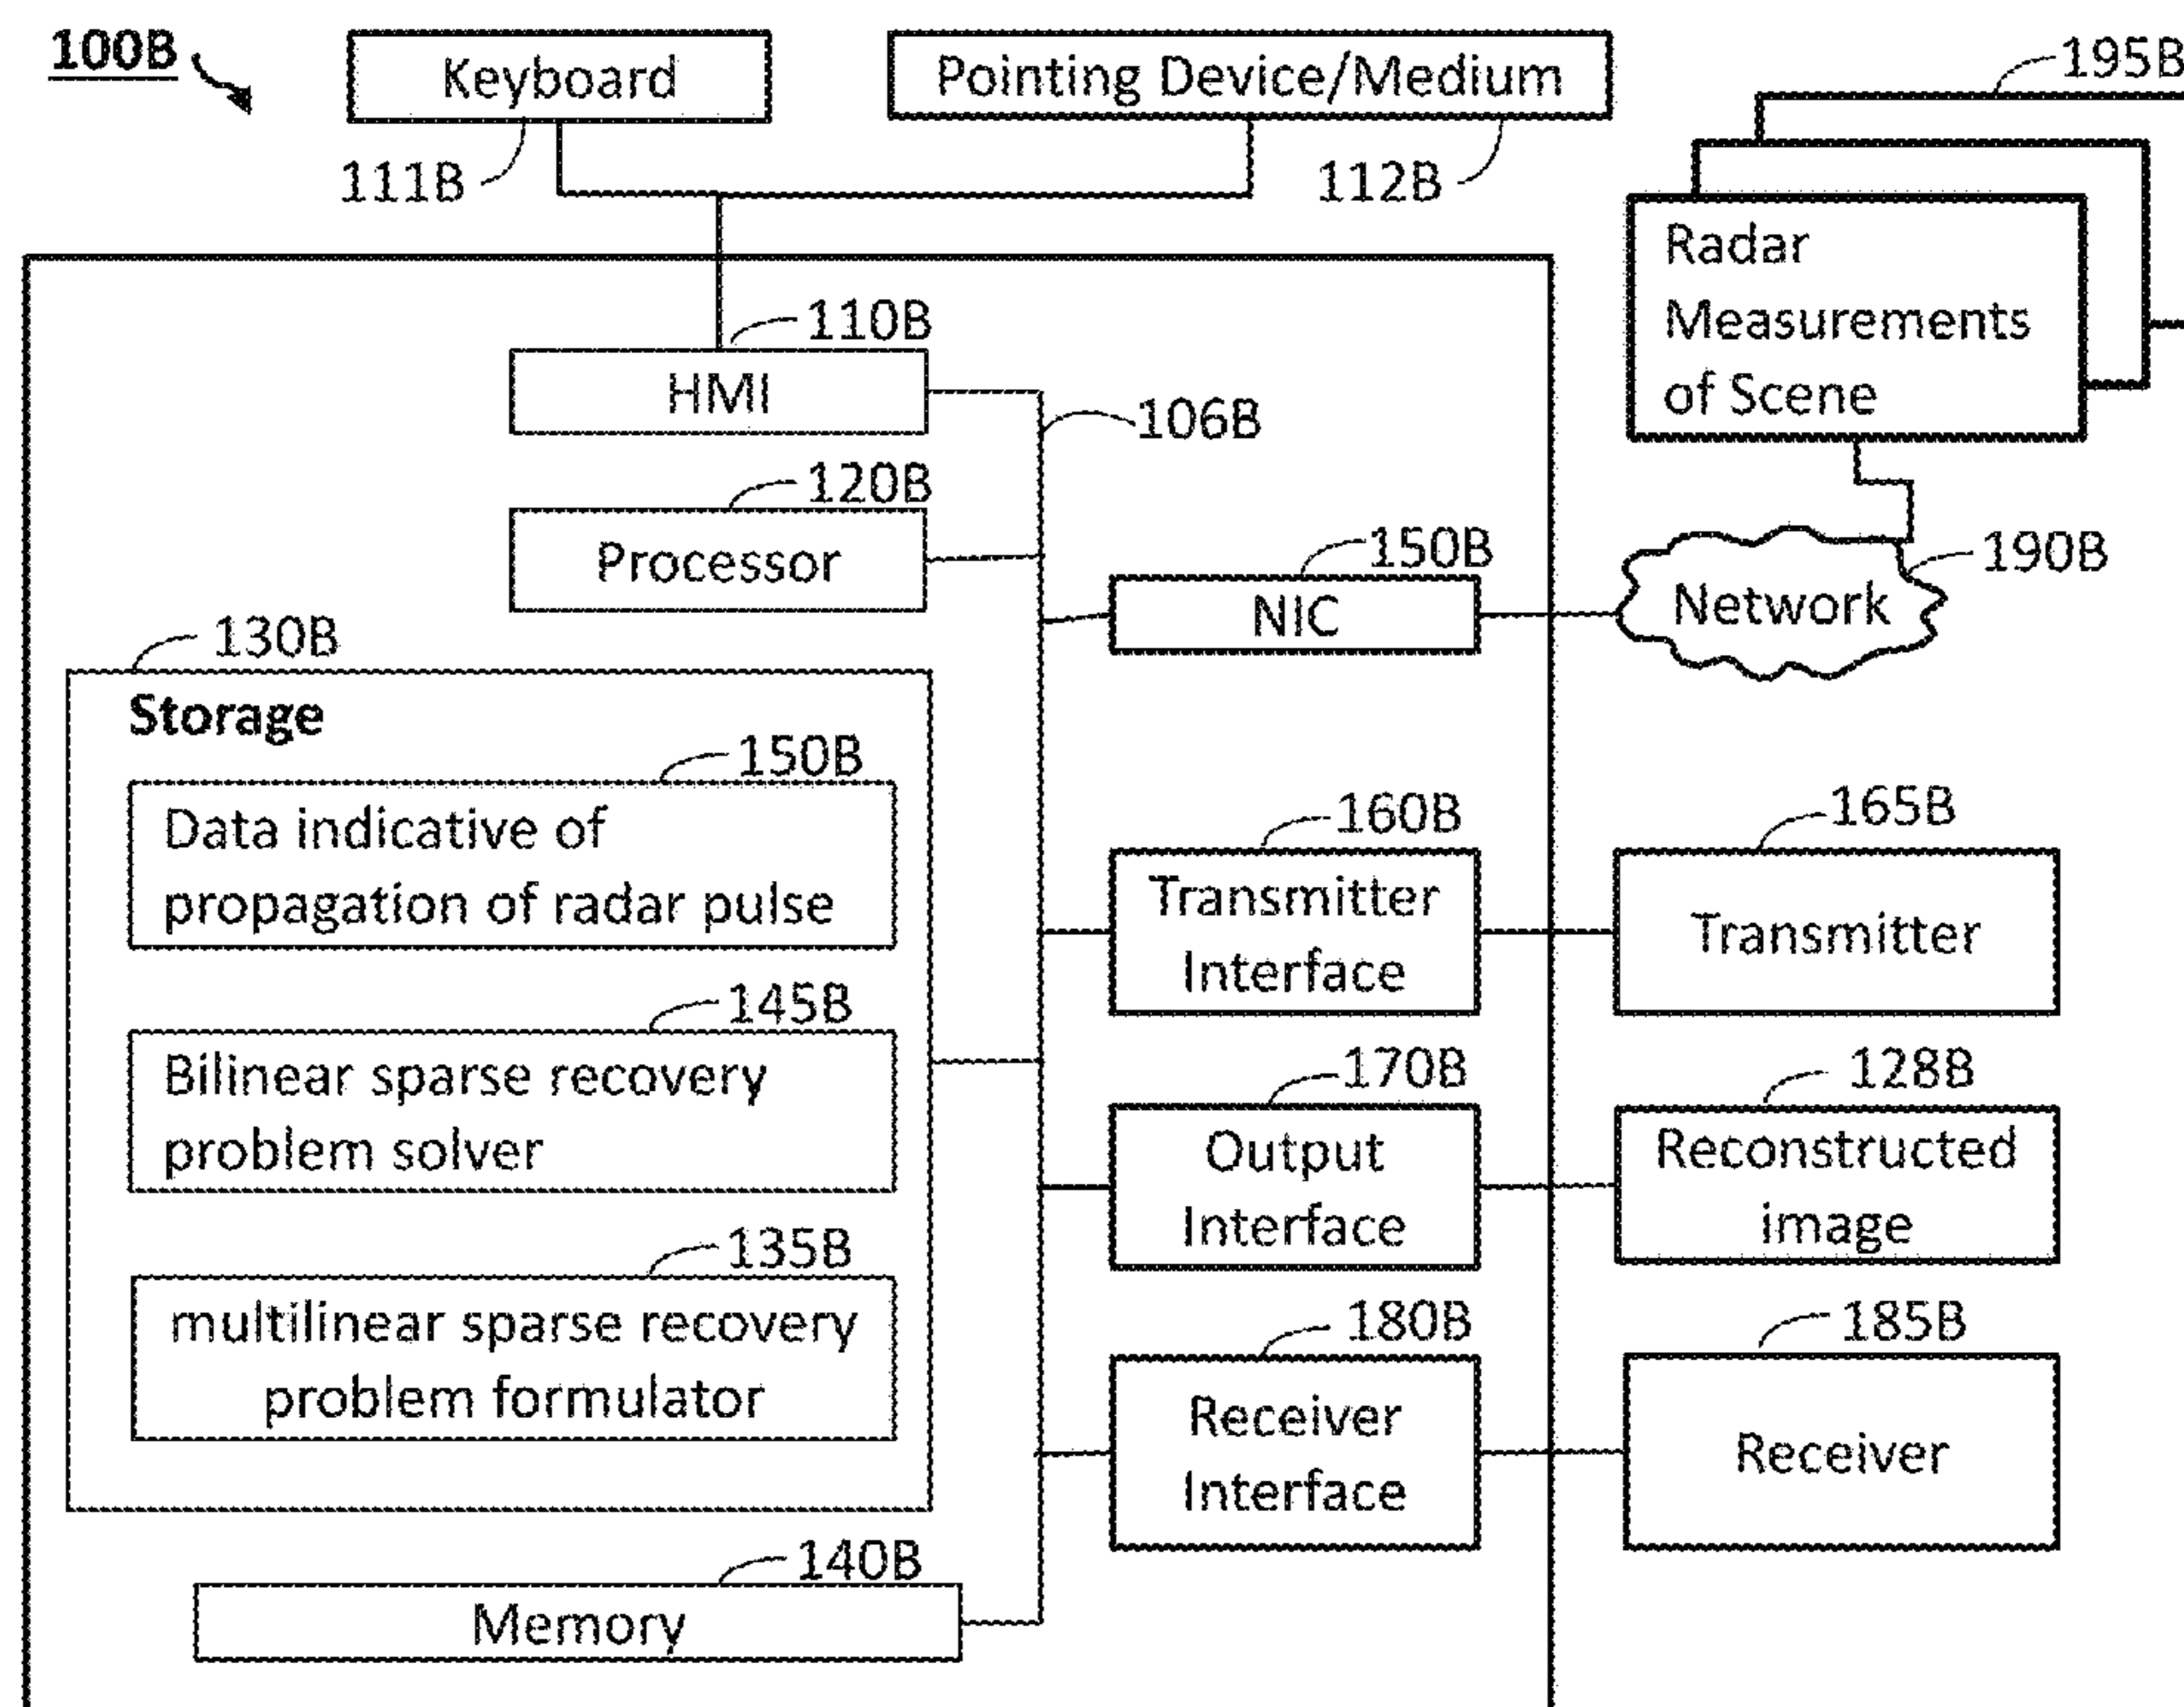 100B
Keyboard
Pointing Device/Medium
195B
111B
112B
Radar
Measurements
of Scene
110B
HMI
106B
120B
Processor
150B
NIC
190B
Network
130B
Storage
150B
Data indicative of
propagation of radar pulse
160B
Transmitter
Interface
165B
Transmitter
145B
Bilinear sparse recovery
problem solver
170B
Output
Interface
128B
Reconstructed
image
135B
multilinear sparse recovery
problem formulator
180B
Receiver
Interface
185B
Receiver
140B
Memory